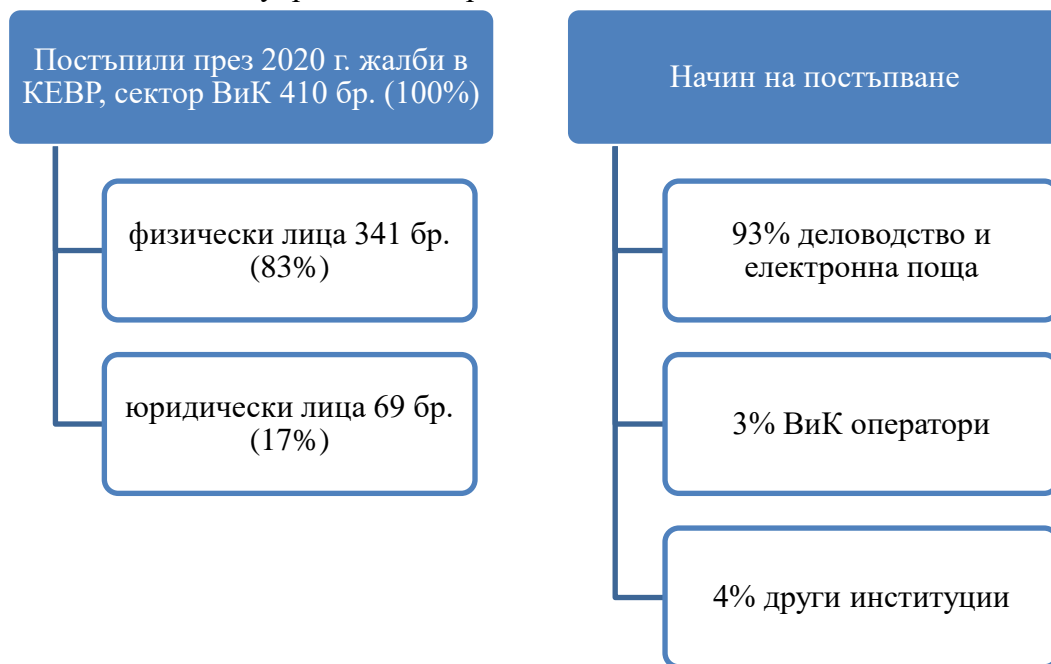 Постъпили през 2020 г. жалби в
КЕВР, сектор ВиК 410 бр. (100%)
физически лица 341 бр.
(83%)
юридически лица 69 бр.
(17%)
Начин на постъпване
93% деловодство и
електронна поща
3% ВиК оператори
4% други институции